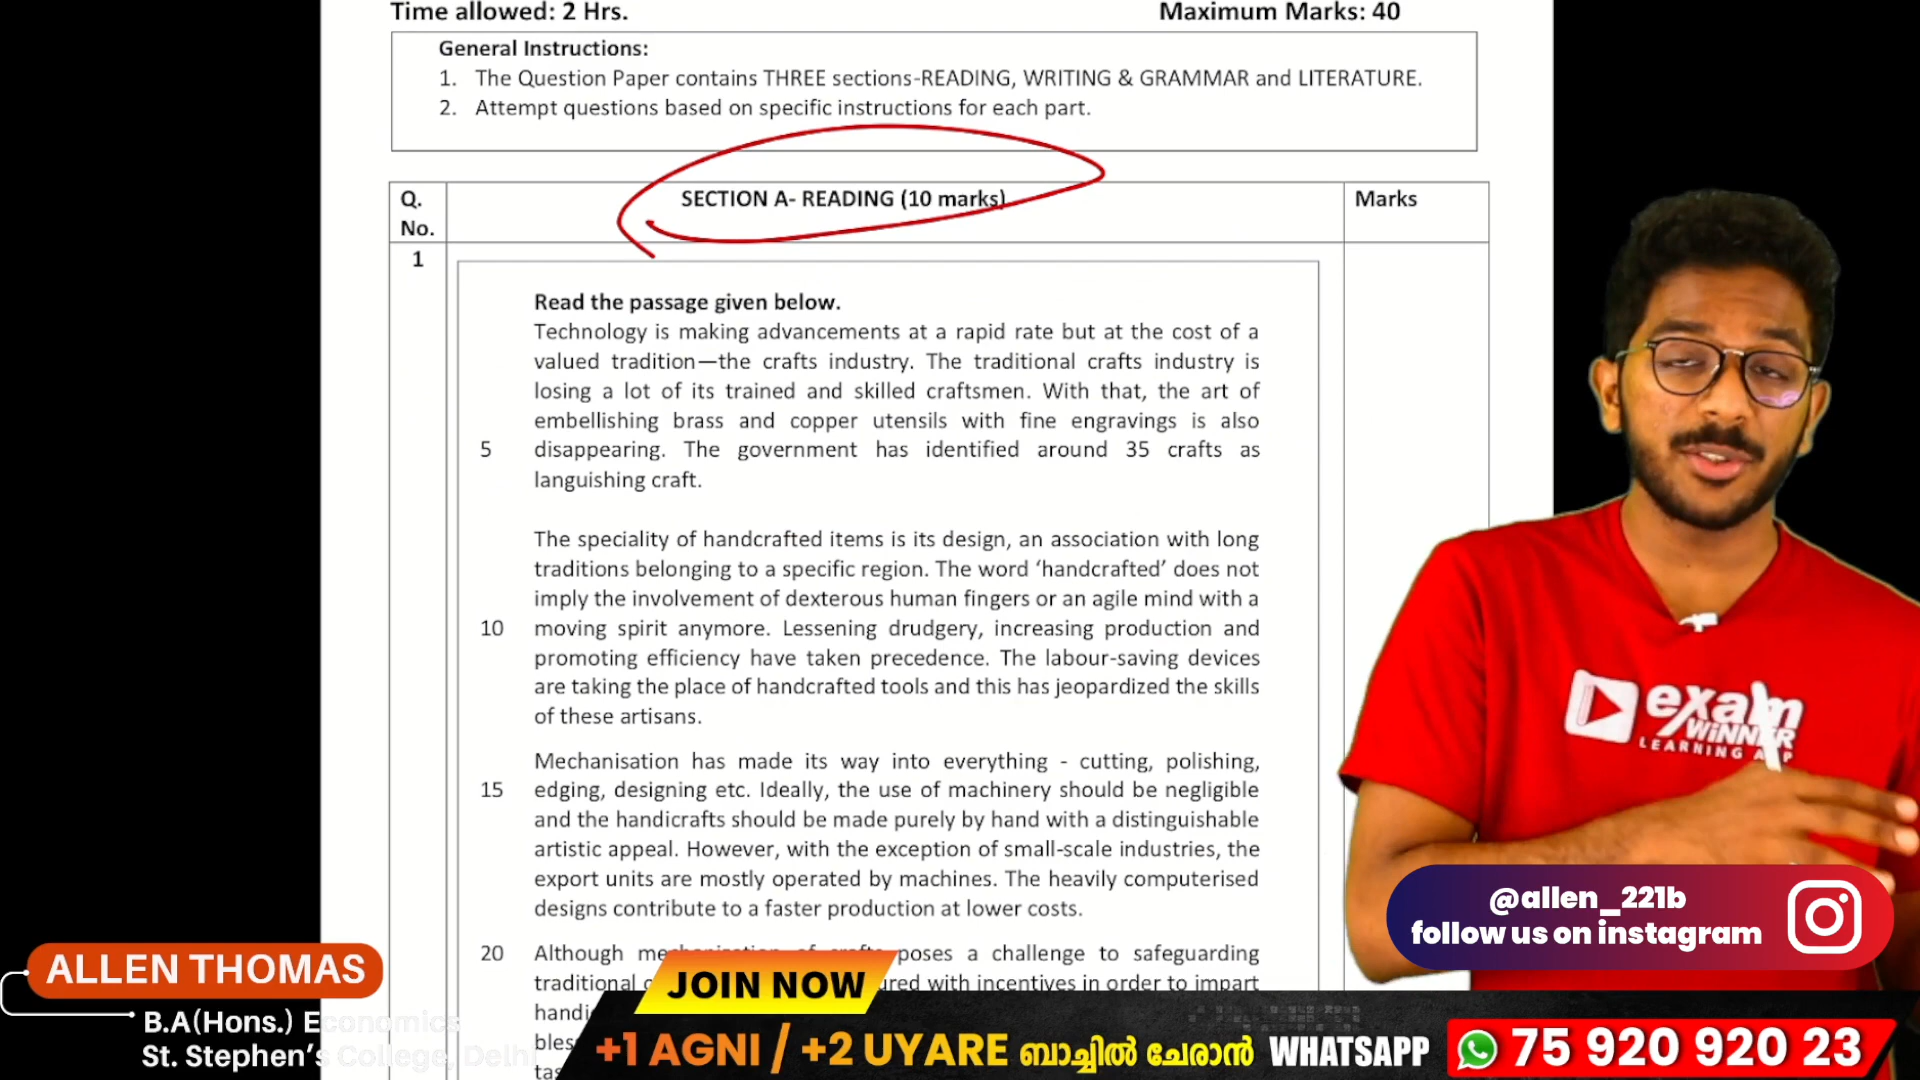 Time allowed: 2 Hrs.
Maximum Marks: 40
General Instructions:
1. The Question Paper contains THREE sections-READING, WRITING & GRAMMAR and LITERATURE.
2. Attempt questions based on specific instructions for each part.
Q. No.
SECTION A- READING (10 marks)
Marks
1
Read the passage given below.
Technology is making advancements at a rapid rate but at the cost of a
valued tradition—the crafts industry. The traditional crafts industry is
losing a lot of its trained and skilled craftsmen. With that, the art of
embellishing brass and copper utensils with fine engravings is also
5 disappearing. The government has identified around 35 crafts as
languishing craft.
The speciality of handcrafted items is its design, an association with long
traditions belonging to a specific region. The word ‘handcrafted’ does not
imply the involvement of dexterous human fingers or an agile mind with a
10 moving spirit anymore. Lessening drudgery, increasing production and
promoting efficiency have taken precedence. The labour-saving devices
are taking the place of handcrafted tools and this has jeopardized the skills
of these artisans.
Mechanisation has made its way into everything - cutting, polishing,
15 edging, designing etc. Ideally, the use of machinery should be negligible
and the handicrafts should be made purely by hand with a distinguishable
artistic appeal. However, with the exception of small-scale industries, the
export units are mostly operated by machines. The heavily computerised
designs contribute to a faster production at lower costs.
20 Although mechanization of crafts poses a challenge to safeguarding
traditional with incentives in order to impart
exam
WINNER
LEARNING APP
@allen_221b
follow us on instagram
ALLEN THOMAS
B.A(Hons.) Economics
St. Stephen's College, Delhi
JOIN NOW
+1 AGNI / +2 UYARE ബാച്ചിൽ ചേരാൻ WHATSAPP 75 920 920 23